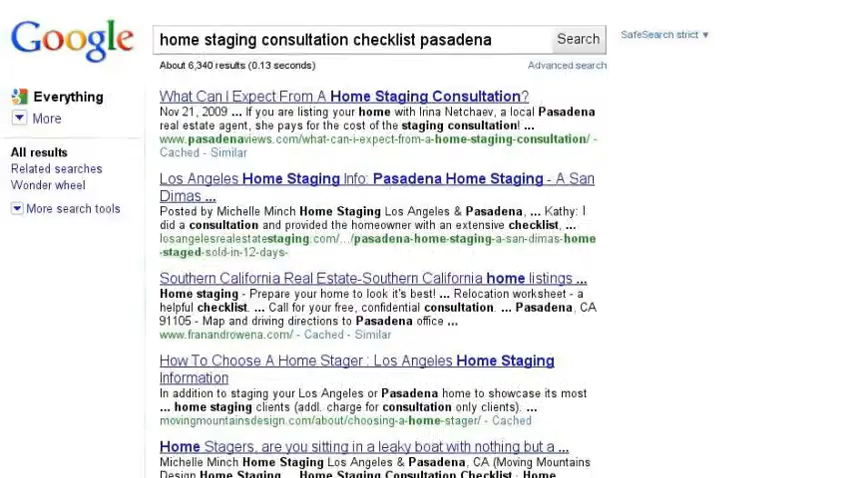 Google
home staging consultation checklist pasadena
Search
SafeSearch strict ▼
About 6,340 results (0.13 seconds)
Advanced search
Everything
More
All results
Related searches
Wonder wheel
More search tools
What Can I Expect From A Home Staging Consultation?
Nov 21, 2009 ... If you are listing your home with Irina Netchaev, a local Pasadena
real estate agent, she pays for the cost of the staging consultation! ...
www.pasadenaviews.com/what-can-i-expect-from-a-home-staging-consultation/ -
Cached - Similar
Los Angeles Home Staging Info: Pasadena Home Staging - A San
Dimas ...
Posted by Michelle Minch Home Staging Los Angeles & Pasadena, ... Kathy: I
did a consultation and provided the homeowner with an extensive checklist, ...
losangelesrealestatestaging.com/.../pasadena-home-staging-a-san-dimas-home
-staged-sold-in-12-days-
Southern California Real Estate-Southern California home listings ...
Home staging - Prepare your home to look it's best! ... Relocation worksheet - a
helpful checklist. ... Call for your free, confidential consultation. ... Pasadena, CA
91105 - Map and driving directions to Pasadena office ...
www.franandrowena.com/ - Cached - Similar
How To Choose A Home Stager : Los Angeles Home Staging
Information
In addition to staging your Los Angeles or Pasadena home to showcase its most
... home staging clients (addl. charge for consultation only clients). ...
movingmountainsdesign.com/about/choosing-a-home-stager/ - Cached
Home Stagers, are you sitting in a leaky boat with nothing but a ...
Michelle Minch Home Staging Los Angeles & Pasadena, CA (Moving Mountains
Design Home Staging ... Home Staging Consultation Checklist · Home